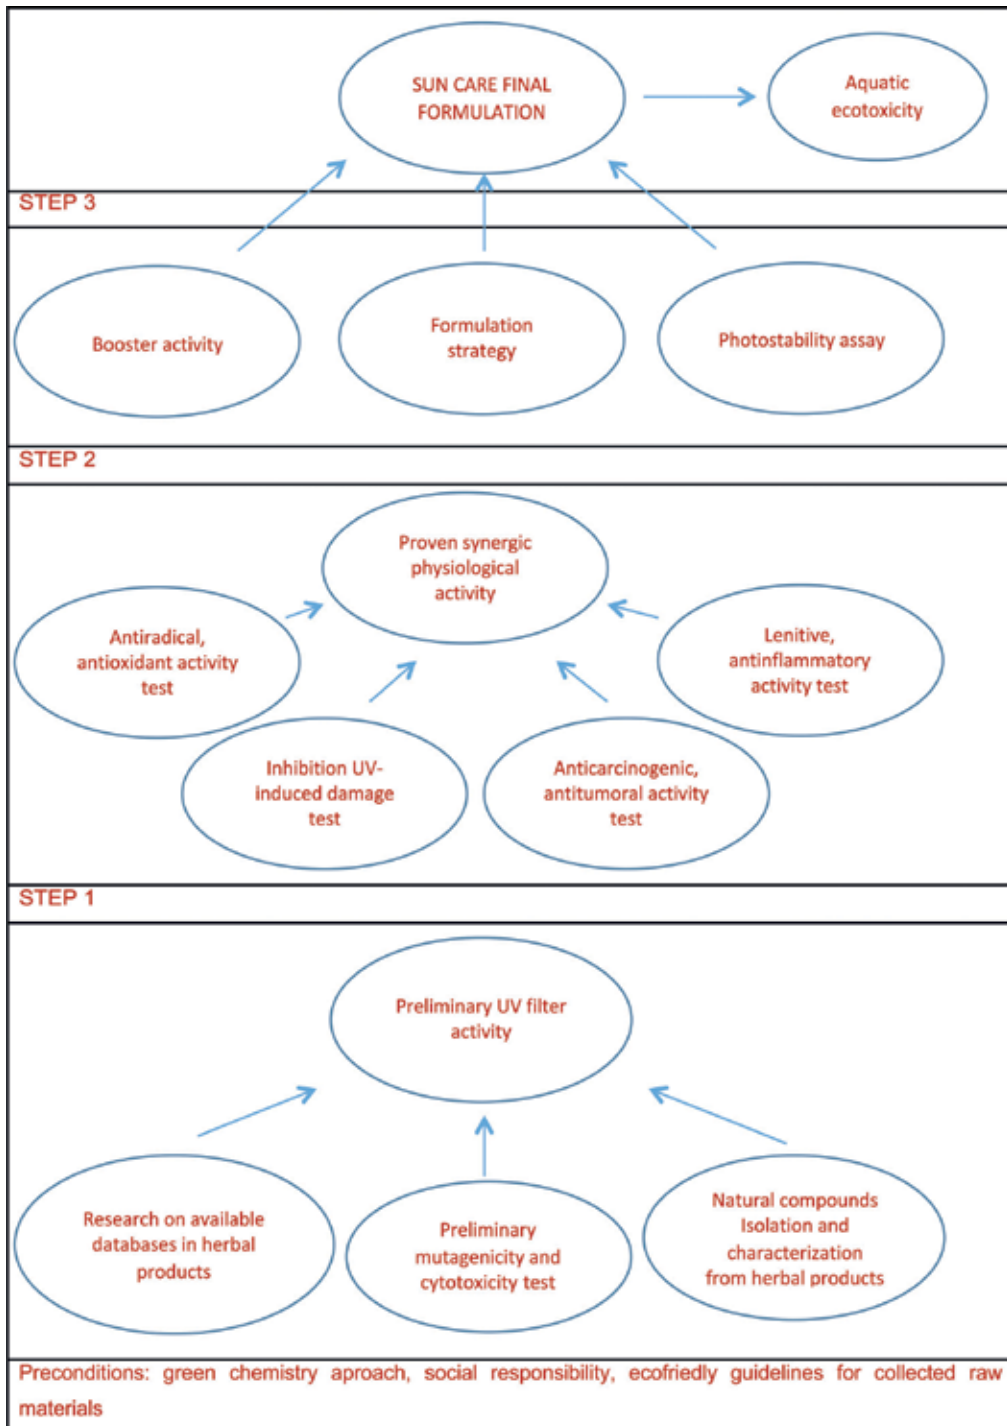 SUN CARE FINAL
FORMULATION
Aquatic
ecotoxicity
STEP 3
Booster activity
Formulation
strategy
Photostability assay
STEP 2
Proven synergic
physiological
activity
Antiradical,
antioxidant activity
test
Lenitive,
antinflammatory
activity test
Inhibition UV-
induced damage
test
Anticarcinogenic,
antitumoral activity
test
STEP 1
Preliminary UV filter
activity
Research on available
databases in herbal
products
Preliminary
mutagenicity and
cytotoxicity test
Natural compounds
Isolation and
characterization
from herbal products
Preconditions: green chemistry aproach, social responsibility, ecofriedly guidelines for collected raw
materials